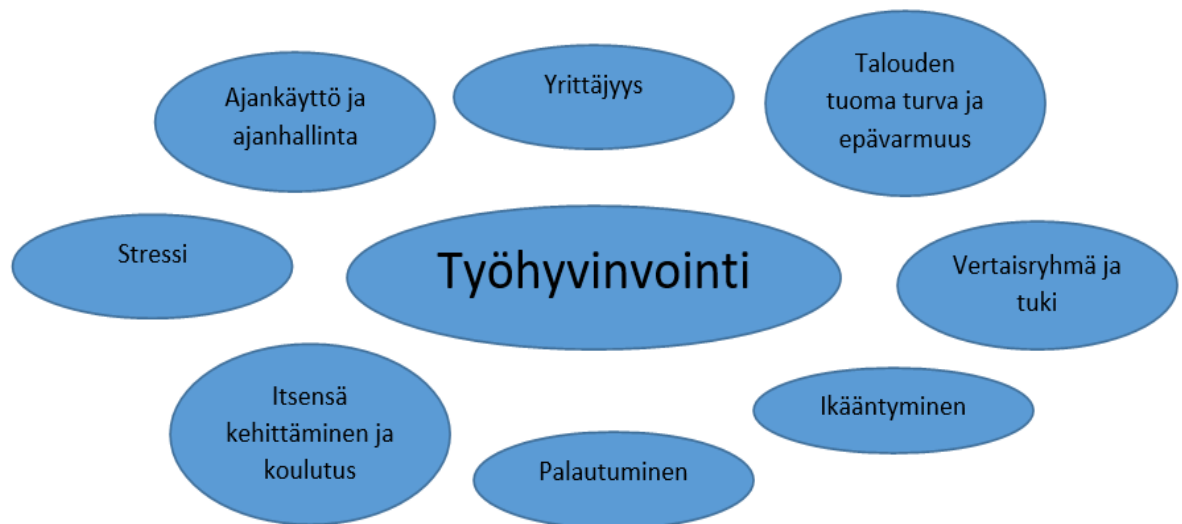 Ajankäyttö ja
ajanhallinta
Yrittäjyys
Talouden
tuoma turva ja
epävarmuus
Stressi
Työhyvinvointi
Vertaisryhmä ja
tuki
Itsensä
kehittäminen ja
koulutus
Palautuminen
Ikääntyminen